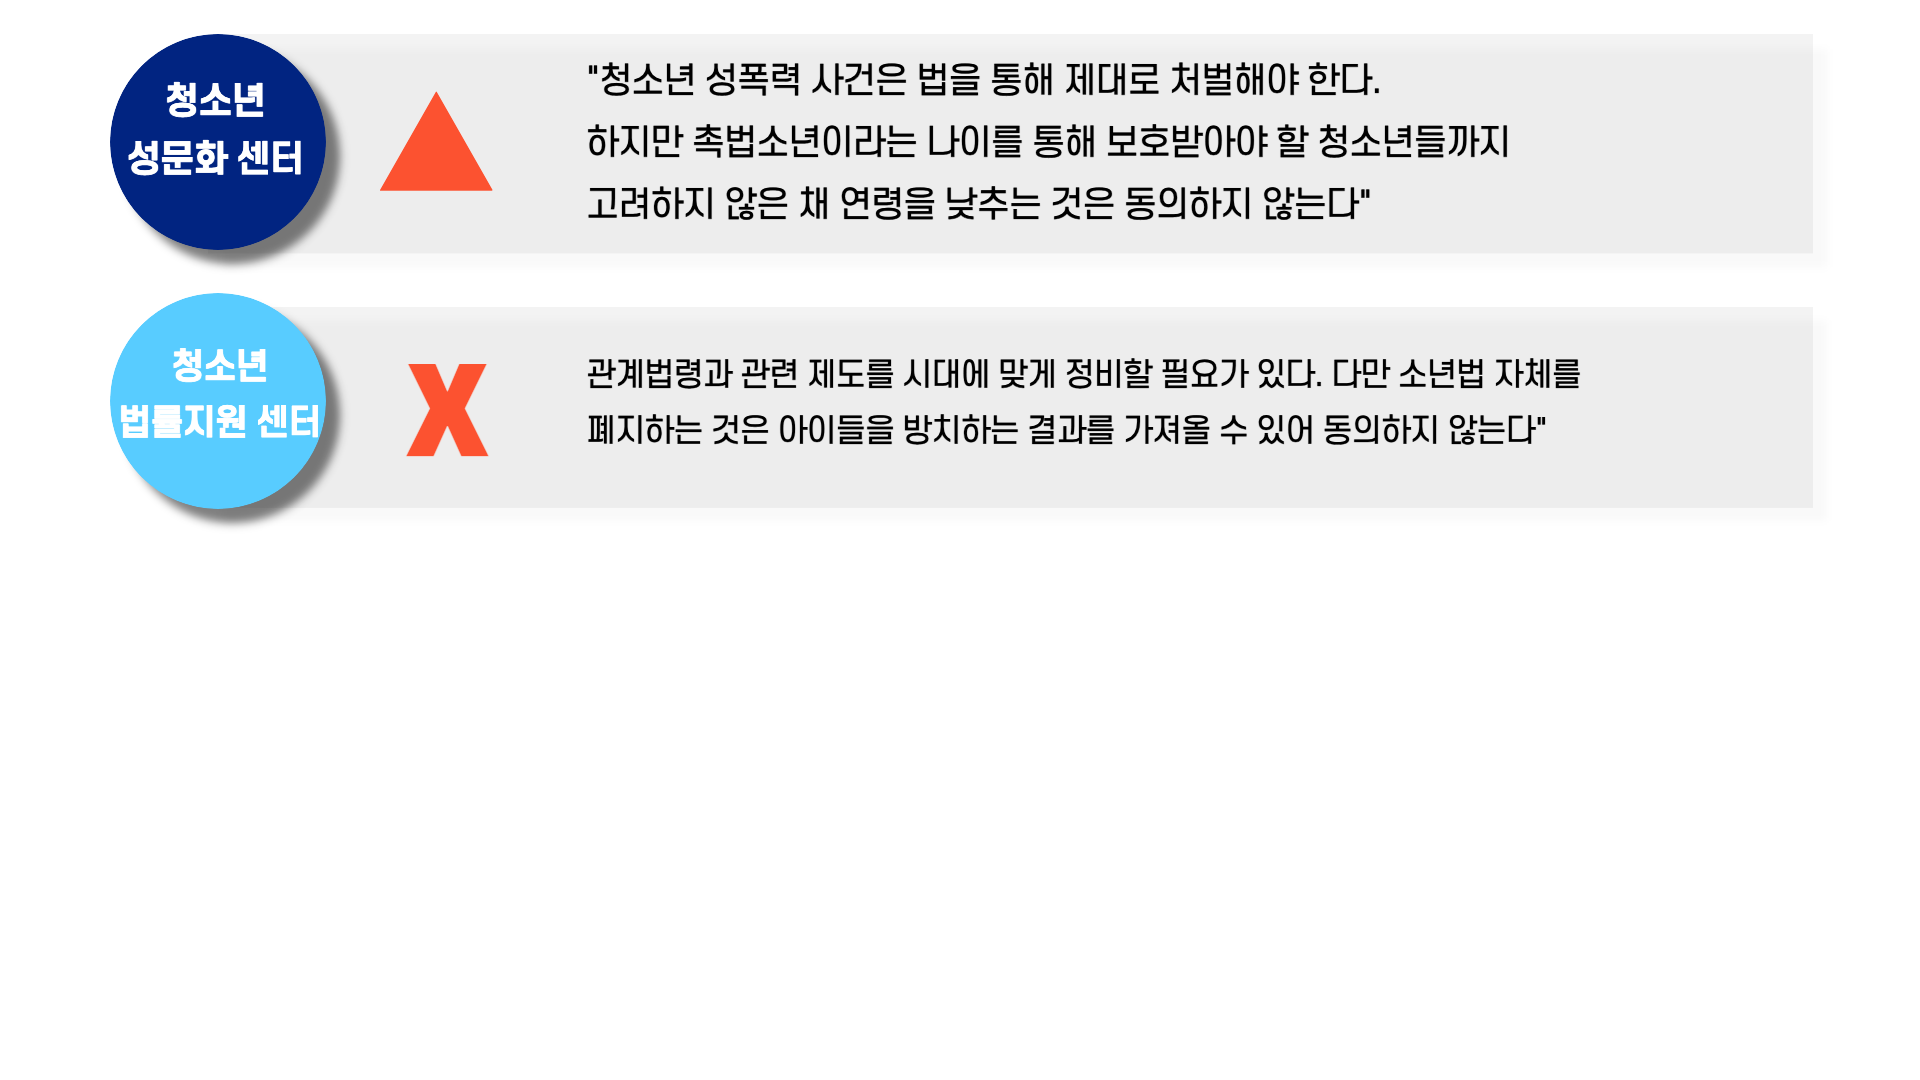 청소년
성문화 센터
"청소년 성폭력 사건은 법을 통해 제대로 처벌해야 한다.
하지만 촉법소년이라는 나이를 통해 보호받아야 할 청소년들까지
고려하지 않은 채 연령을 낮추는 것은 동의하지 않는다"
청소년
법률지원 센터
X
관계법령과 관련 제도를 시대에 맞게 정비할 필요가 있다. 다만 소년법 자체를
폐지하는 것은 아이들을 방치하는 결과를 가져올 수 있어 동의하지 않는다"